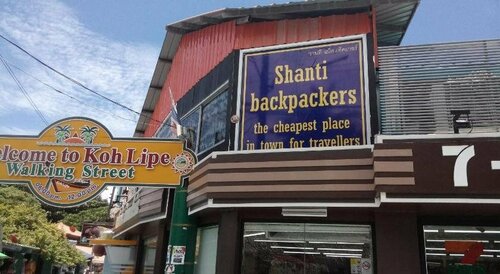 Shanti
backpackers
the cheapest place
in town for travellers
elcome to Koh Lipe
Walking Street
7